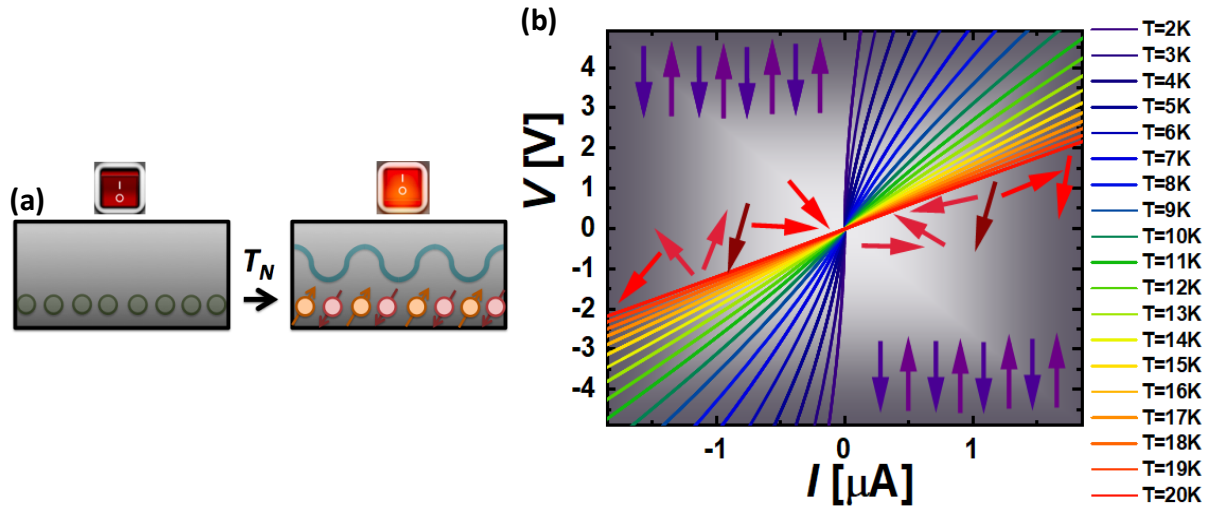 (a)
I
O
I
O
T_N
(b)
V [V]
4
3
2
1
0
-1
-2
-3
-4
-1
0
1
I [μA]
T=2K
T=3K
T=4K
T=5K
T=6K
T=7K
T=8K
T=9K
T=10K
T=11K
T=12K
T=13K
T=14K
T=15K
T=16K
T=17K
T=18K
T=19K
T=20K